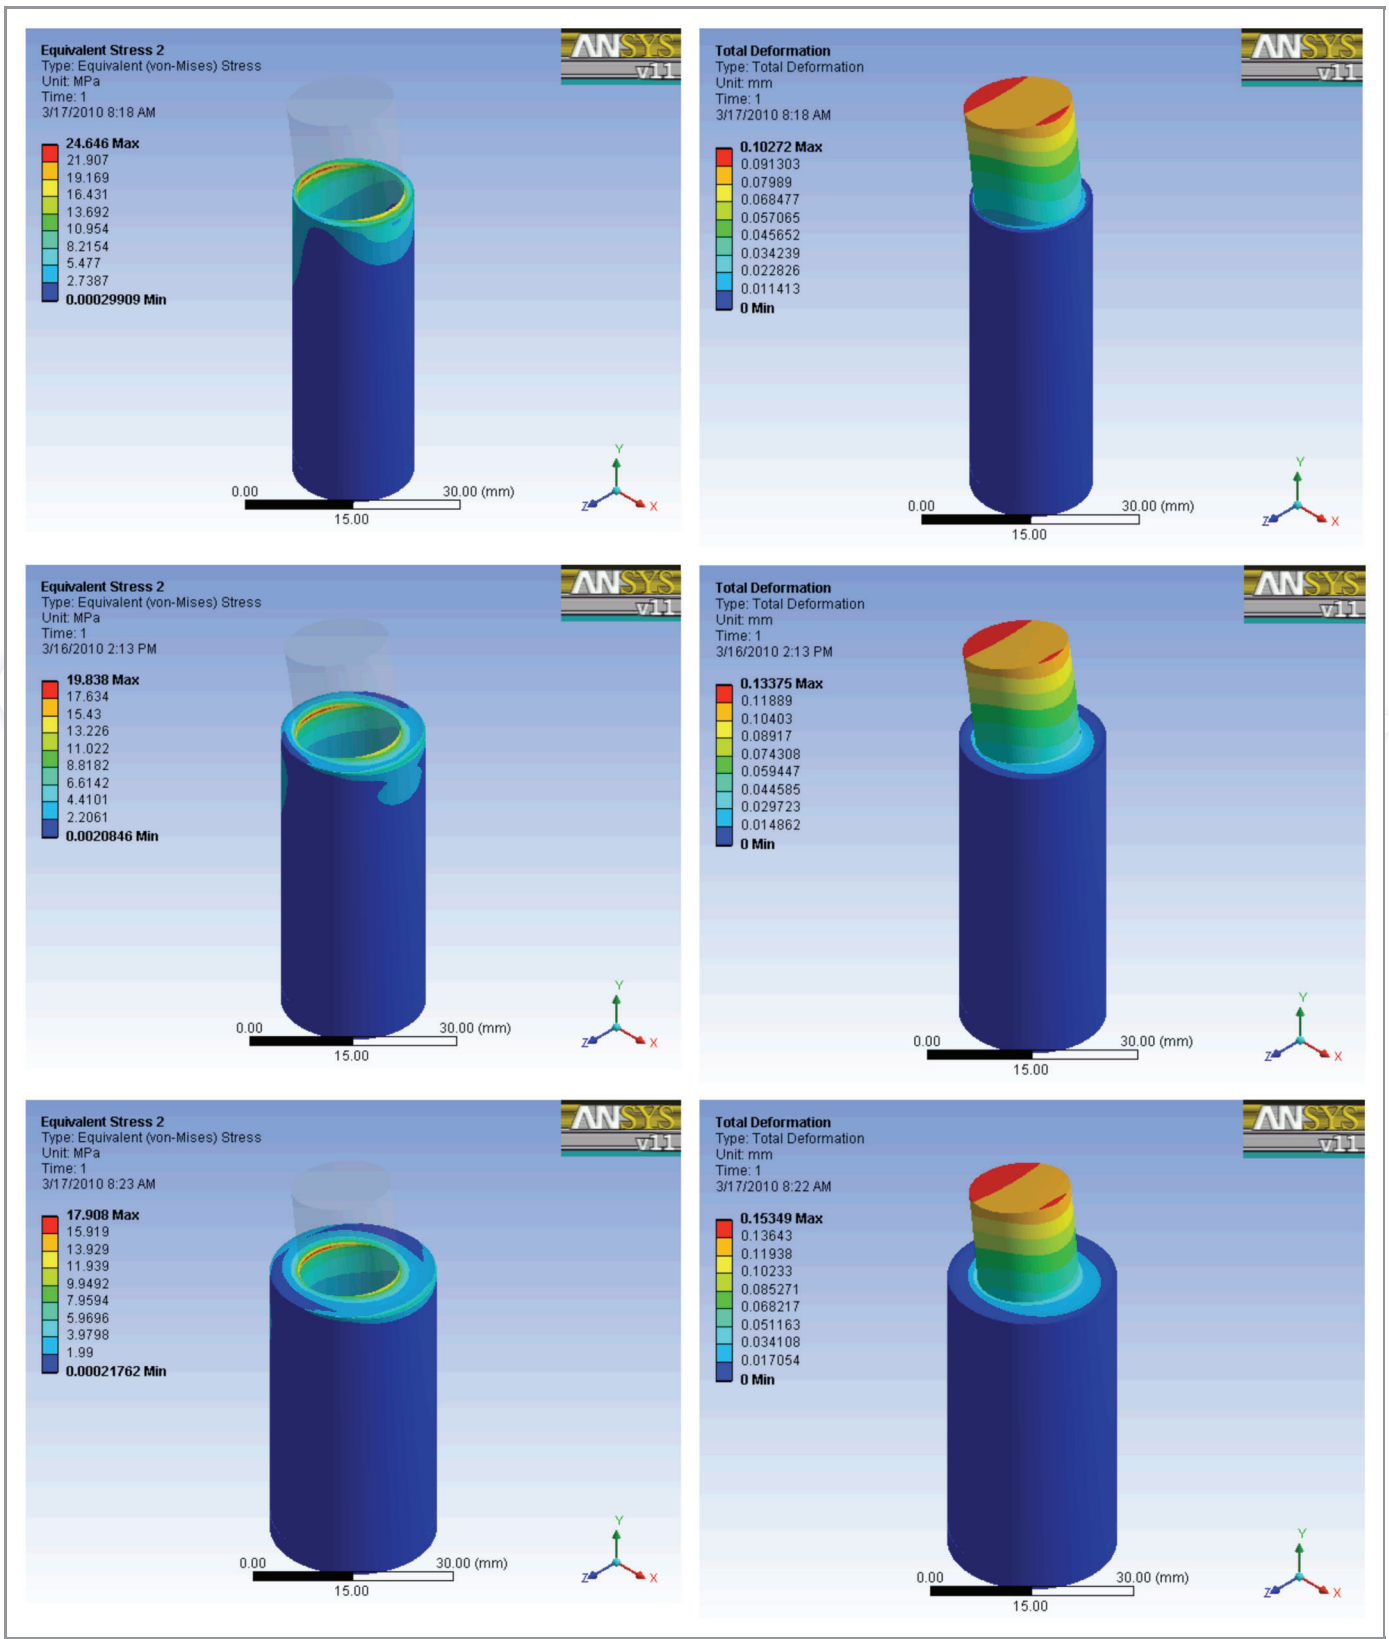 Equivalent Stress 2
Type: Equivalent (von-Mises) Stress
Unit: MPa
Time: 1
3/17/2010 8:18 AM
ANSYS
v11
24.646 Max
21.907
19.169
16.431
13.692
10.954
8.2154
5.477
2.7387
0.00029909 Min
Y
Z
X
0.00
30.00 (mm)
15.00
Total Deformation
Type: Total Deformation
Unit: mm
Time: 1
3/17/2010 8:18 AM
ANSYS
v11
0.10272 Max
0.091303
0.07989
0.068477
0.057065
0.045652
0.034239
0.022826
0.011413
0 Min
Y
Z
X
0.00
30.00 (mm)
15.00
Equivalent Stress 2
Type: Equivalent (von-Mises) Stress
Unit: MPa
Time: 1
3/16/2010 2:13 PM
ANSYS
v11
19.838 Max
17.634
15.43
13.226
11.022
8.8182
6.6142
4.4101
2.2061
0.0020846 Min
Y
Z
X
0.00
30.00 (mm)
15.00
Total Deformation
Type: Total Deformation
Unit: mm
Time: 1
3/16/2010 2:13 PM
ANSYS
v11
0.13375 Max
0.11889
0.10403
0.08917
0.074308
0.059447
0.044585
0.029723
0.014862
0 Min
Y
Z
X
0.00
30.00 (mm)
15.00
Equivalent Stress 2
Type: Equivalent (von-Mises) Stress
Unit: MPa
Time: 1
3/17/2010 8:23 AM
ANSYS
v11
17.908 Max
15.919
13.929
11.939
9.9492
7.9594
5.9696
3.9798
1.99
0.00021762 Min
Y
Z
X
0.00
30.00 (mm)
15.00
Total Deformation
Type: Total Deformation
Unit: mm
Time: 1
3/17/2010 8:22 AM
ANSYS
v11
0.15349 Max
0.13643
0.11938
0.10233
0.085271
0.068217
0.051163
0.034108
0.017054
0 Min
Y
Z
X
0.00
30.00 (mm)
15.00